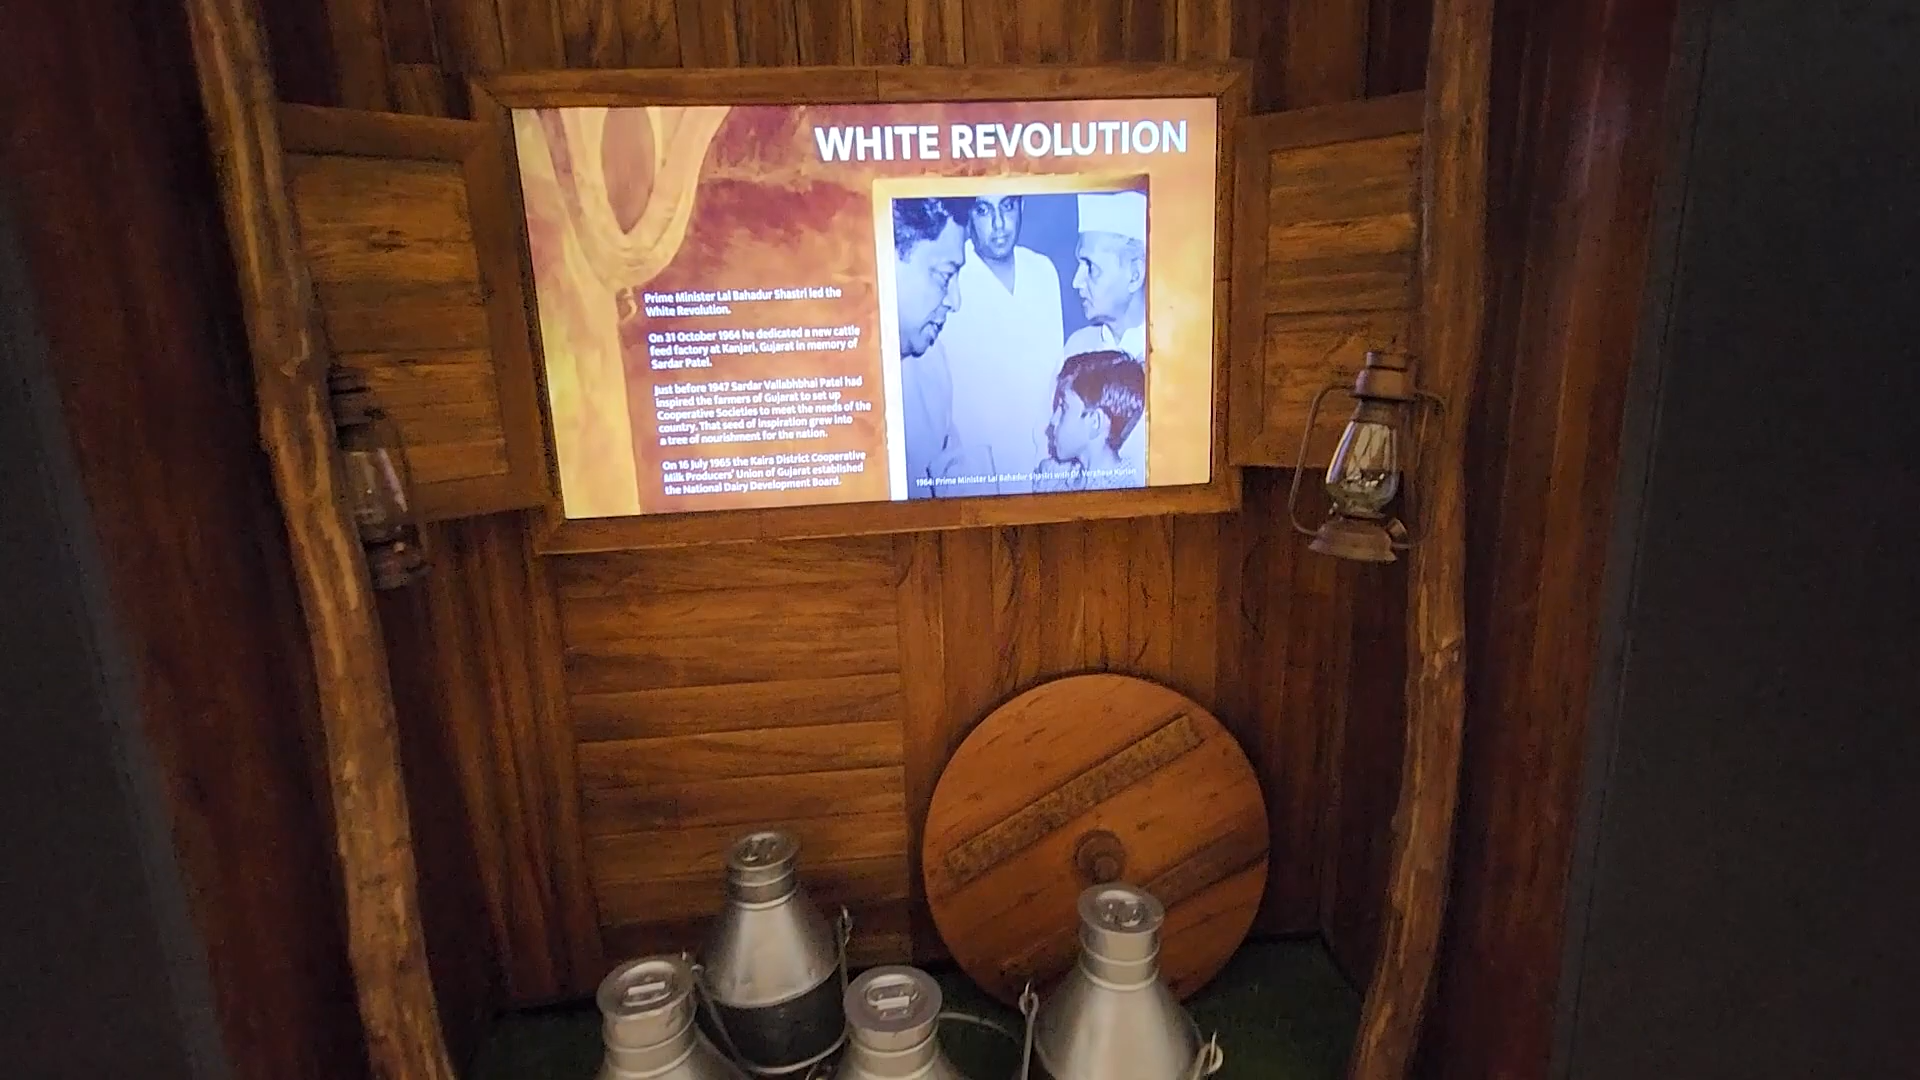 WHITE REVOLUTION
Prime Minister Lal Bahadur Shastri led the
White Revolution.
On 31 October 1964 he dedicated a new cattle
feed factory at Kanjari, Gujarat in memory of
Sardar Patel.
Just before 1947 Sardar Vallabhbhai Patel had
inspired the farmers of Gujarat to set up
Cooperative Societies to meet the needs of the
country. That seed of inspiration grew into
a tree of nourishment for the nation.
On 16 July 1965 the Kaira District Cooperative
Milk Producers' Union of Gujarat established
the National Dairy Development Board.
1964: Prime Minister Lal Bahadur Shastri with Dr. Verghese Kurian